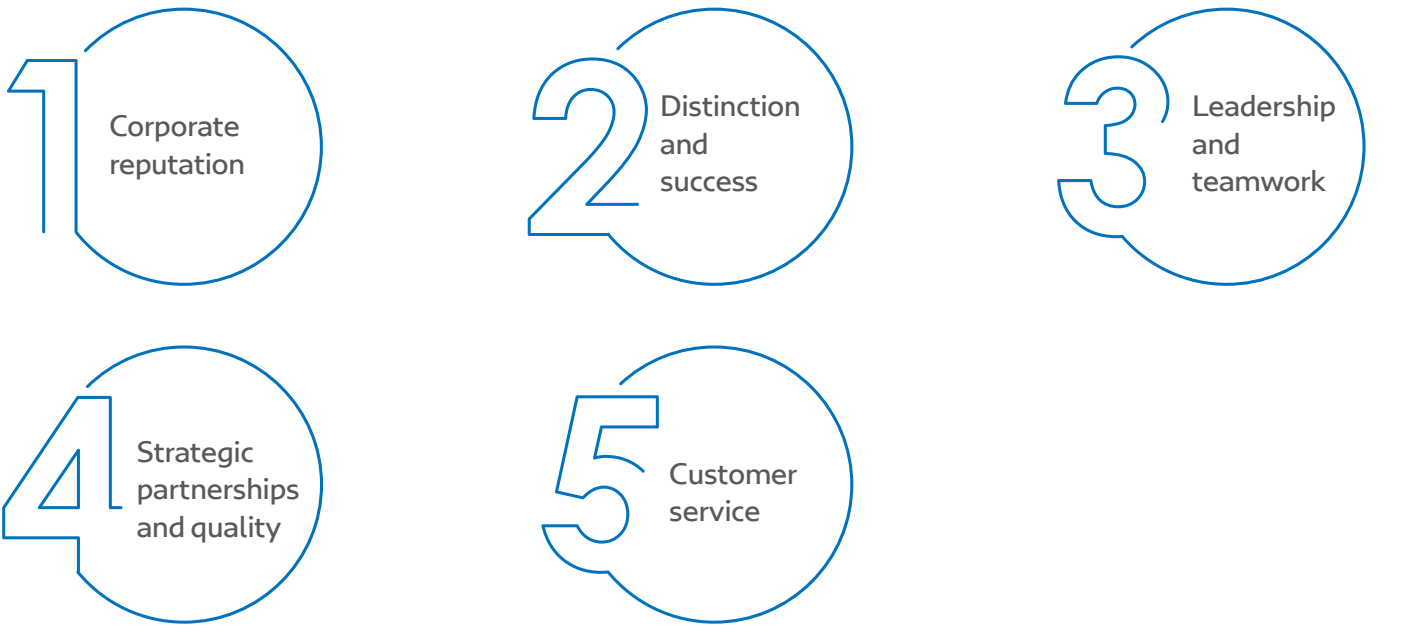 1
Corporate
reputation
2
Distinction
and
success
3
Leadership
and
teamwork
4
Strategic
partnerships
and quality
5
Customer
service